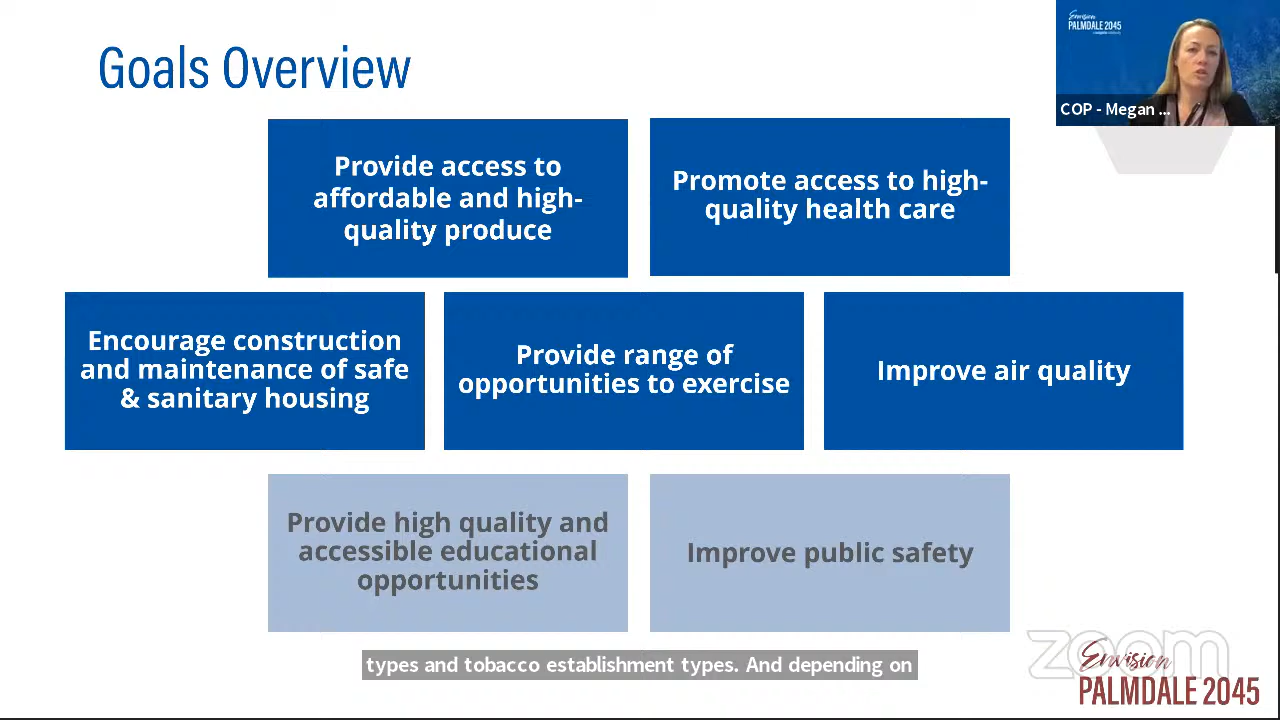 Goals Overview
Envision
PALMDALE 2045
COP - Megan ...
Provide access to
affordable and high-
quality produce
Promote access to high-
quality health care
Encourage construction
and maintenance of safe
& sanitary housing
Provide range of
opportunities to exercise
Improve air quality
Provide high quality and
accessible educational
opportunities
Improve public safety
types and tobacco establishment types. And depending on
zoom
Envision
PALMDALE 2045